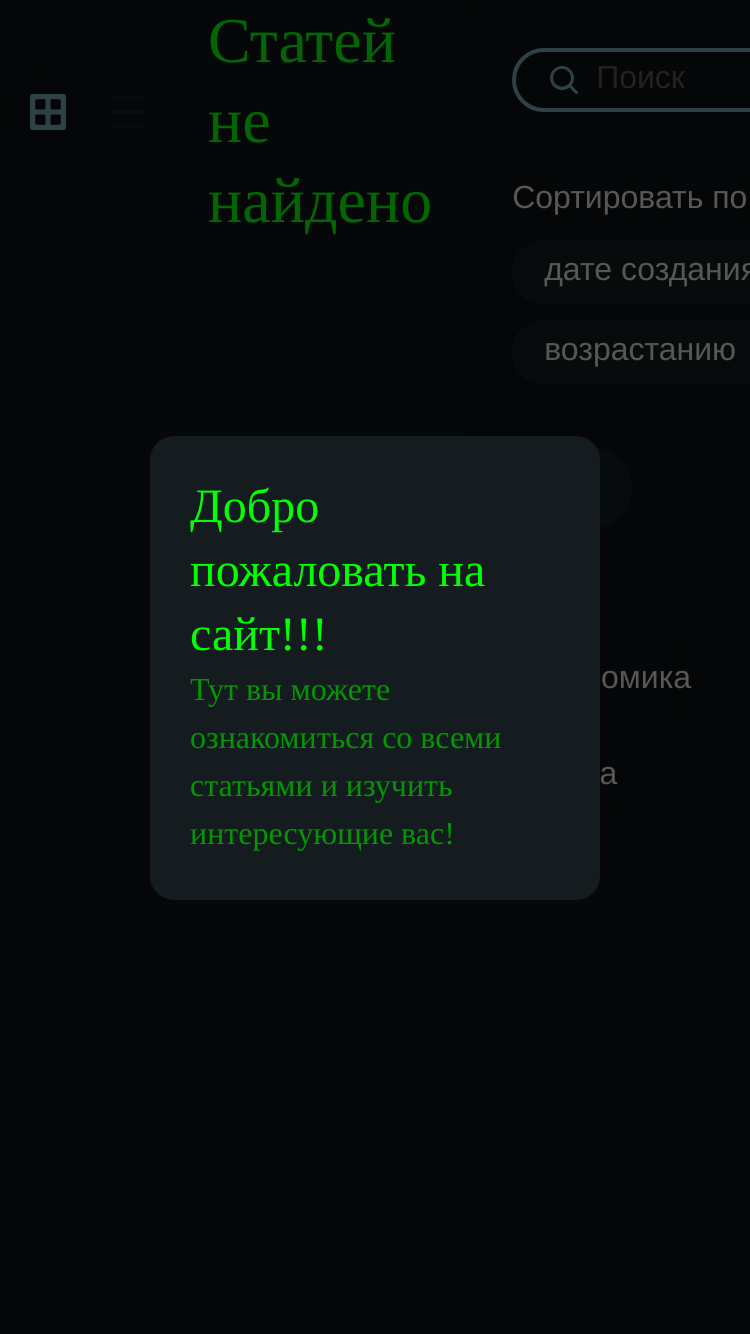 Статей
не
найдено
Поиск
Сортировать по
дате создания
возрастанию
Добро
пожаловать на
сайт!!!
Тут вы можете
ознакомиться со всеми
статьями и изучить
интересующие вас!
омика
а